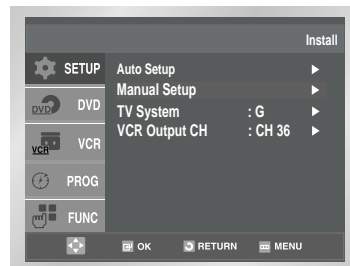 Install
SETUP
DVD
DVD
VCR
VCR
PROG
FUNC
Auto Setup
Manual Setup
TV System : G
VCR Output CH : CH 36
OK RETURN MENU